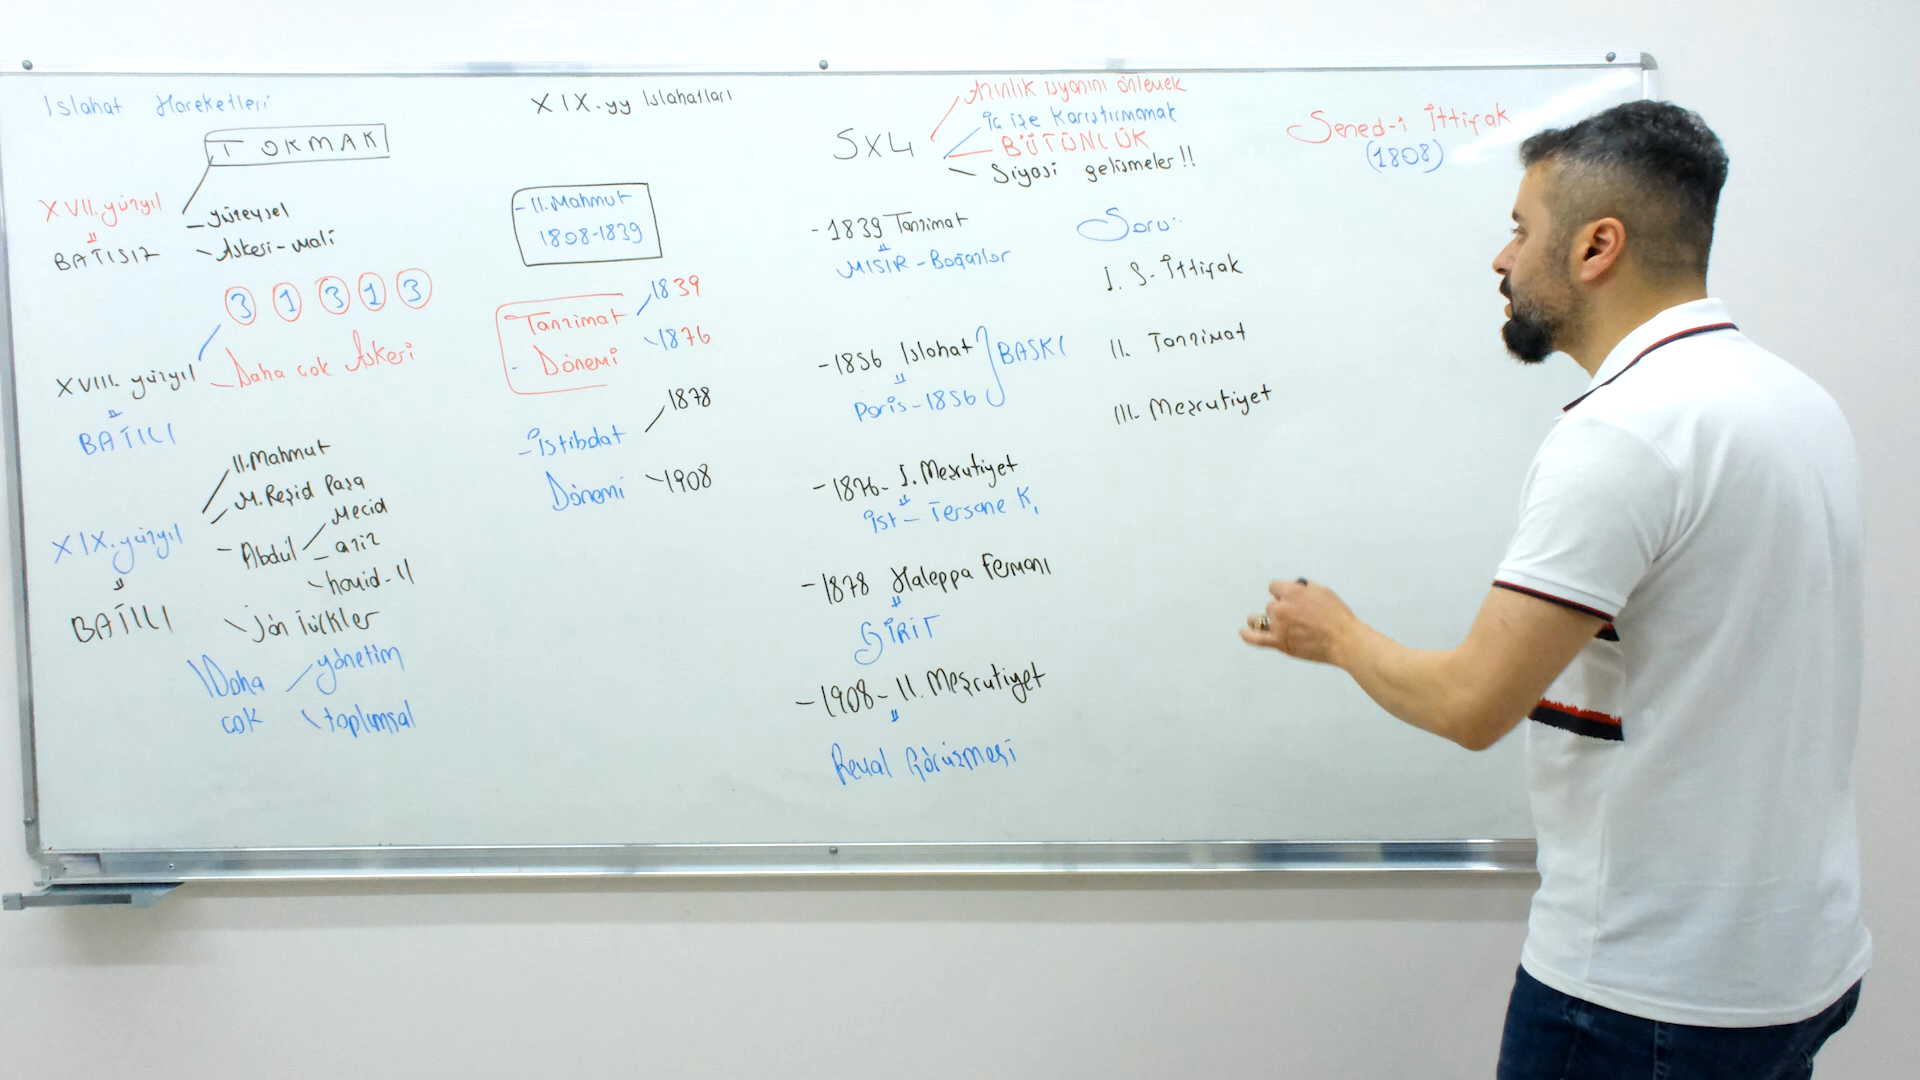 Islahat Hareketleri
TOKMAK
XVII. yüzyıl
BATISIZ
- yüzeysel
- Askeri - Mali
3 1 3 1 3
XVIII. yüzyıl
- Daha çok Askeri
BATILI
XIX. yüzyıl
BATILI
II. Mahmut
M. Reşid Paşa
- Abdül
Mecid
- aziz
- hamid - II
- Jön Türkler
Daha çok
yönetim
toplumsal
XIX. yy Islahatları
- II. Mahmut
1808-1839
Tanzimat
- Dönemi
1839
1876
- İstibdat
Dönemi
1878
1908
5x4
Azınlık isyanını önlemek
İç işe Karıştırmamak
BÜTÜNLÜK
Siyasi gelişmeler!!
- 1839 Tanzimat
MISIR - Boğazlar
- 1856 Islahat
Paris - 1856
BASKI
- 1876 - I. Meşrutiyet
İst - Tersane K.
- 1878 Haleppa Fermanı
GİRİT
- 1908 - II. Meşrutiyet
Reval Görüşmesi
Sened-i İttifak
(1808)
Soru:
I. S- İttifak
II. Tanzimat
III. Meşrutiyet